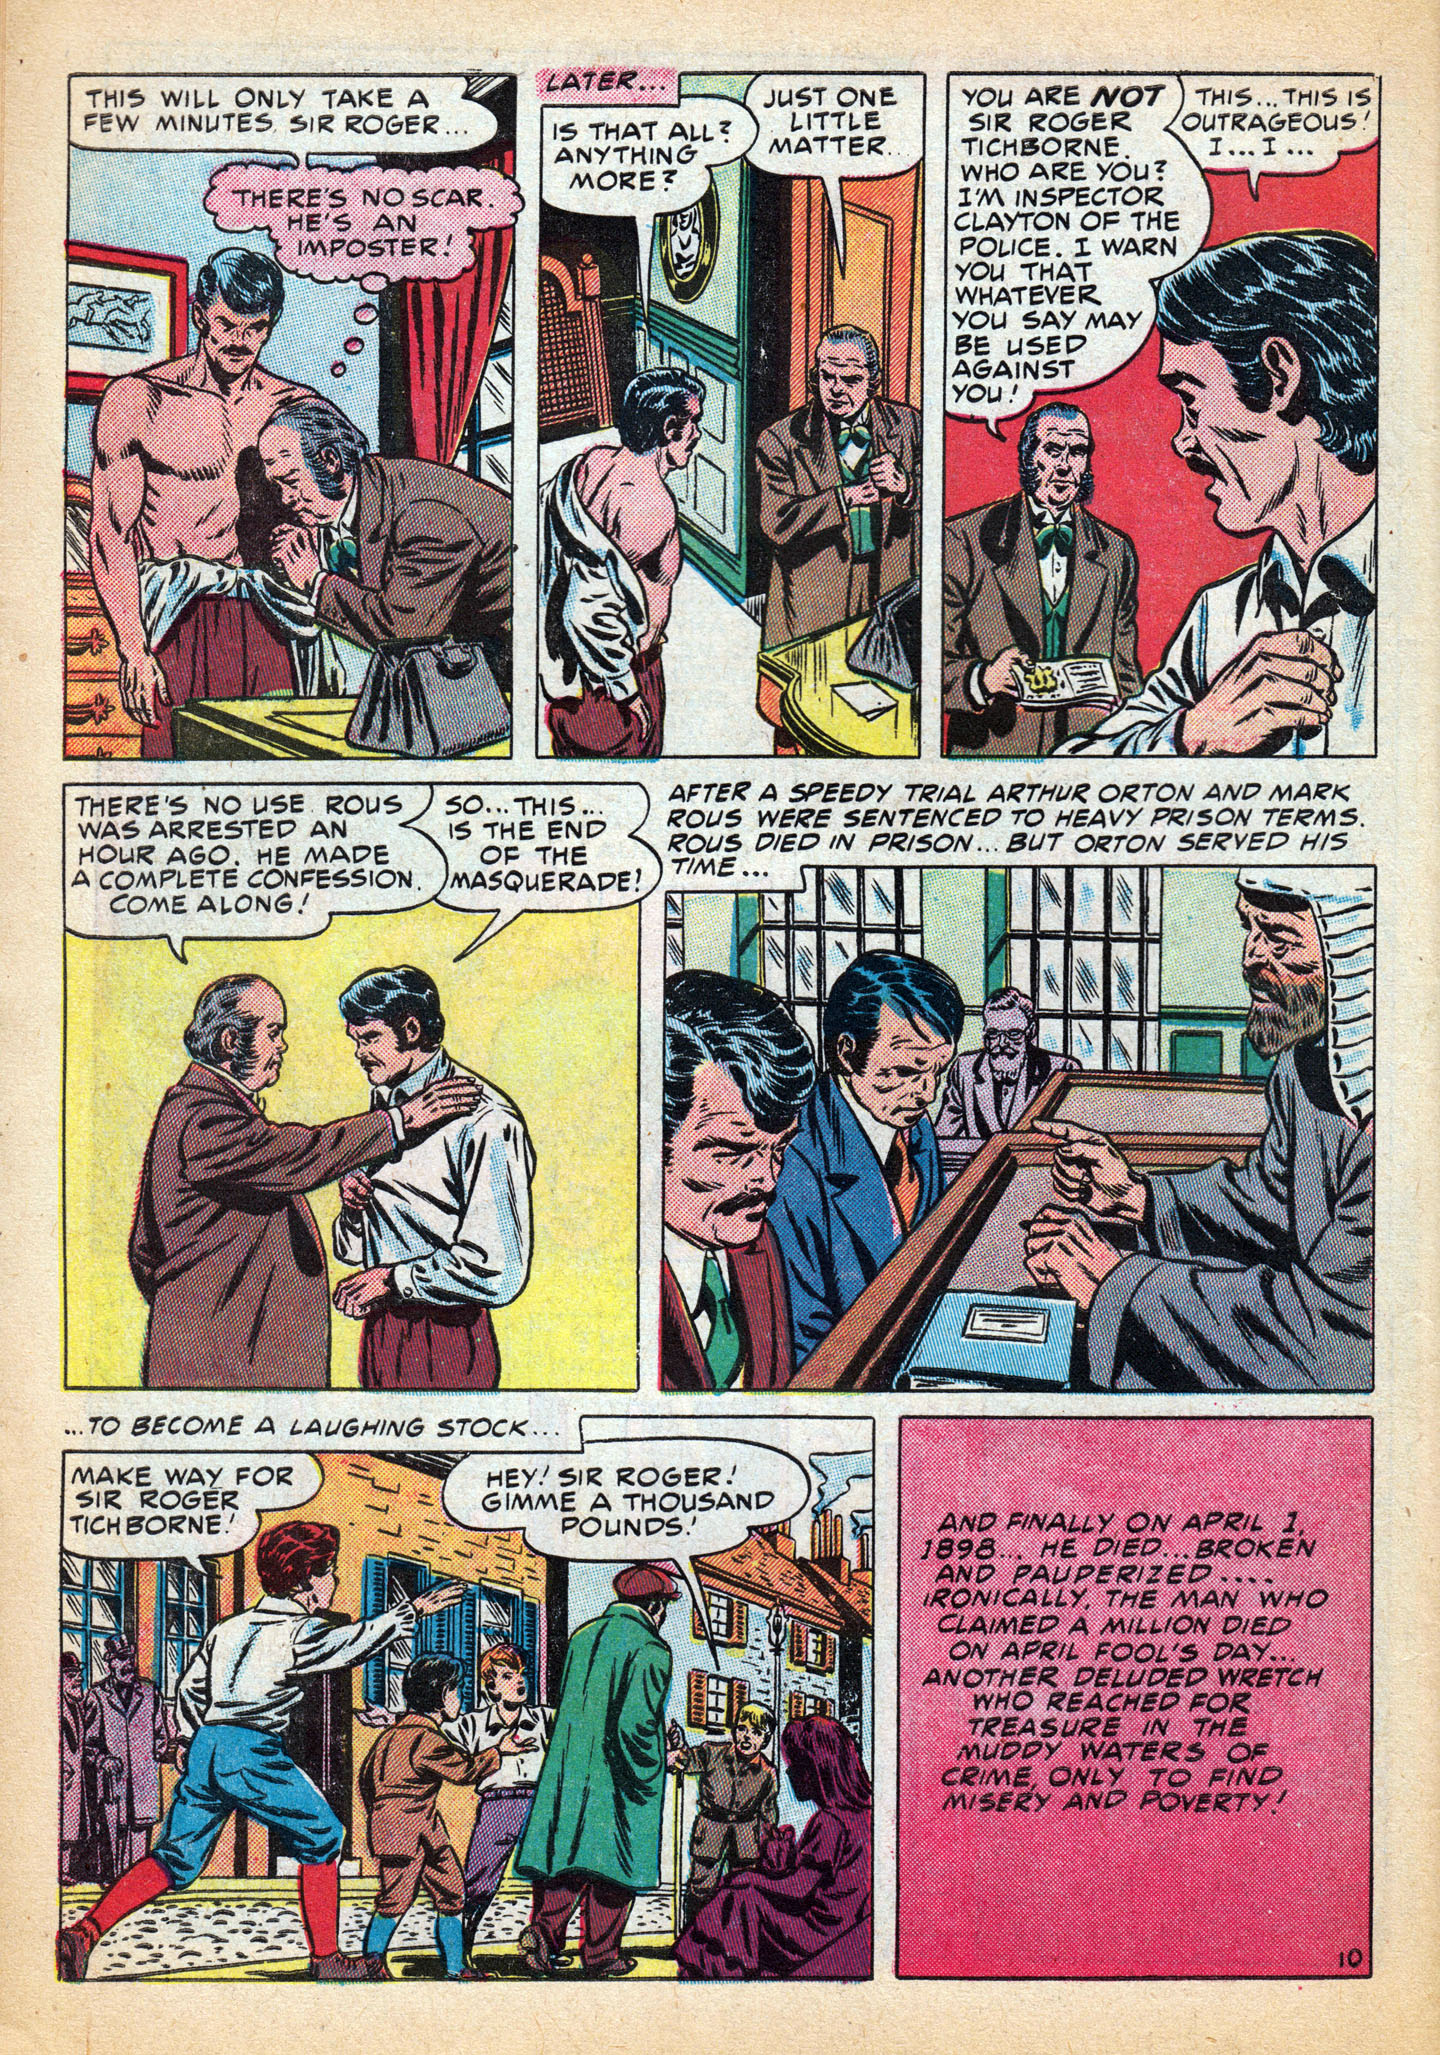 THIS WILL ONLY TAKE A
FEW MINUTES, SIR ROGER...
THERE'S NO SCAR.
HE'S AN
IMPOSTER!
LATER...
IS THAT ALL?
ANYTHING
MORE?
JUST ONE
LITTLE
MATTER...
YOU ARE NOT
SIR ROGER
TICHBORNE.
WHO ARE YOU?
I'M INSPECTOR
CLAYTON OF THE
POLICE. I WARN
YOU THAT
WHATEVER
YOU SAY MAY
BE USED
AGAINST
YOU!
THIS...THIS IS
OUTRAGEOUS!
I...I...
THERE'S NO USE. ROUS
WAS ARRESTED AN
HOUR AGO. HE MADE
A COMPLETE CONFESSION.
COME ALONG!
SO...THIS...
IS THE END
OF THE
MASQUERADE!
AFTER A SPEEDY TRIAL ARTHUR ORTON AND MARK
ROUS WERE SENTENCED TO HEAVY PRISON TERMS.
ROUS DIED IN PRISON... BUT ORTON SERVED HIS
TIME...
...TO BECOME A LAUGHING STOCK...
MAKE WAY FOR
SIR ROGER
TICHBORNE!
HEY! SIR ROGER!
GIMME A THOUSAND
POUNDS!
AND FINALLY ON APRIL 1,
1898... HE DIED... BROKEN
AND PAUPERIZED....
IRONICALLY, THE MAN WHO
CLAIMED A MILLION DIED
ON APRIL FOOL'S DAY...
ANOTHER DELUDED WRETCH
WHO REACHED FOR
TREASURE IN THE
MUDDY WATERS OF
CRIME, ONLY TO FIND
MISERY AND POVERTY!
10